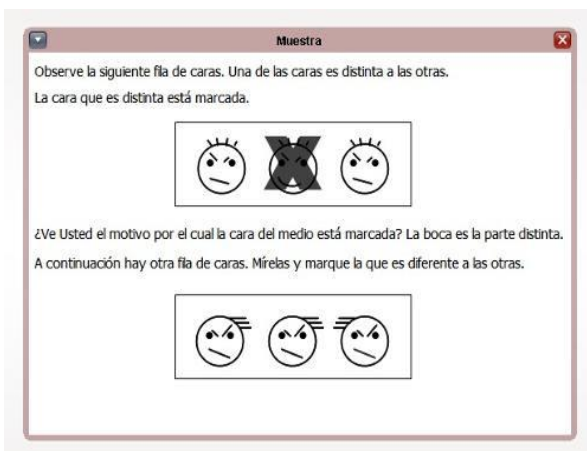 Muestra
Observe la siguiente fila de caras. Una de las caras es distinta a las otras.
La cara que es distinta está marcada.
¿Ve Usted el motivo por el cual la cara del medio está marcada? La boca es la parte distinta.
A continuación hay otra fila de caras. Mírelas y marque la que es diferente a las otras.